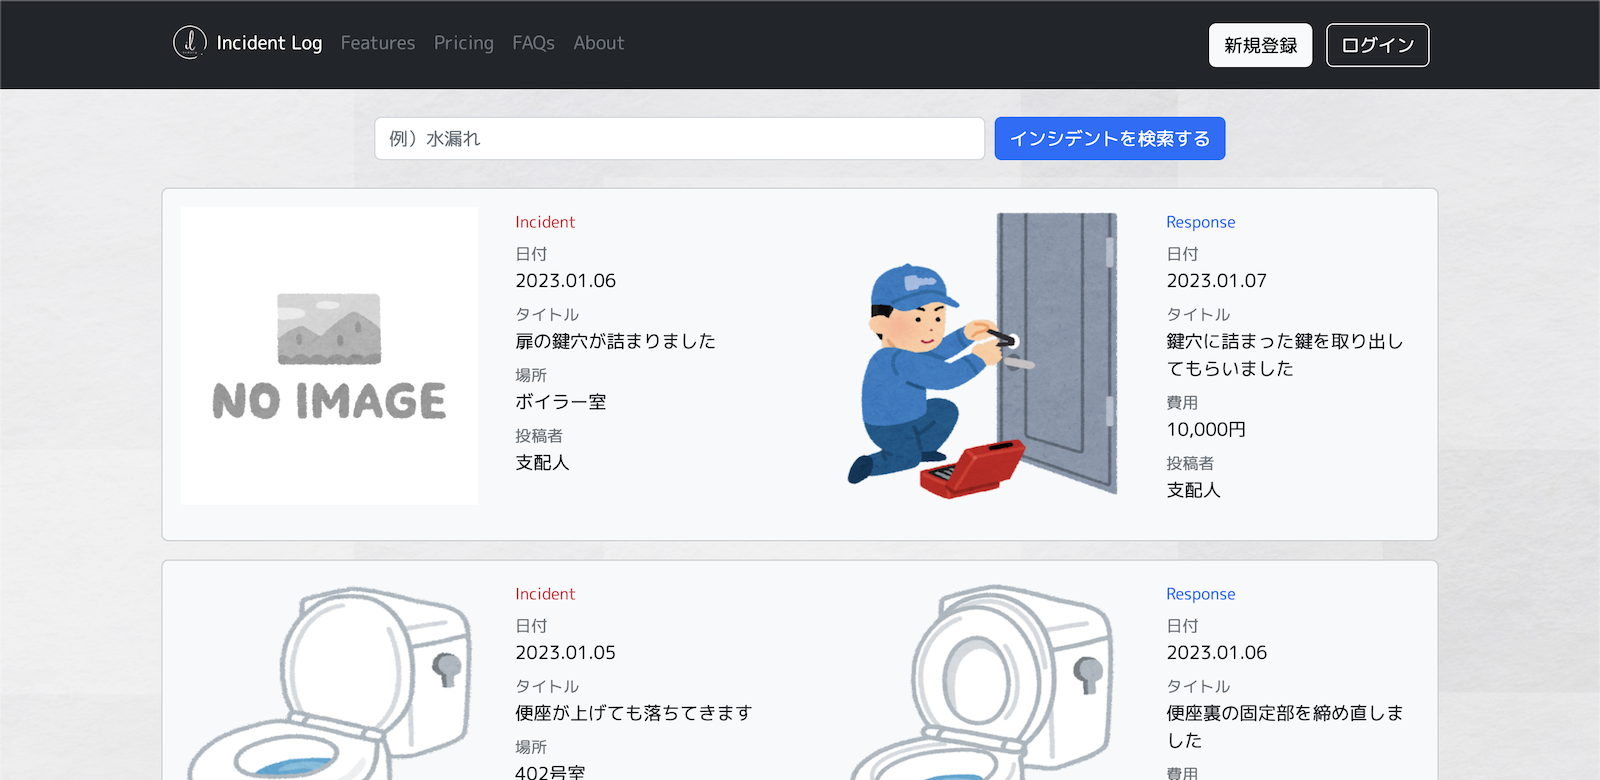 Incident Log Features Pricing FAQs About 新規登録 ログイン
例）水漏れ インシデントを検索する
NO IMAGE
Incident
日付
2023.01.06
タイトル
扉の鍵穴が詰まりました
場所
ボイラー室
投稿者
支配人
Response
日付
2023.01.07
タイトル
鍵穴に詰まった鍵を取り出し
てもらいました
費用
10,000円
投稿者
支配人
Incident
日付
2023.01.05
タイトル
便座が上げても落ちてきます
場所
402号室
Response
日付
2023.01.06
タイトル
便座裏の固定部を締め直しま
した
費用